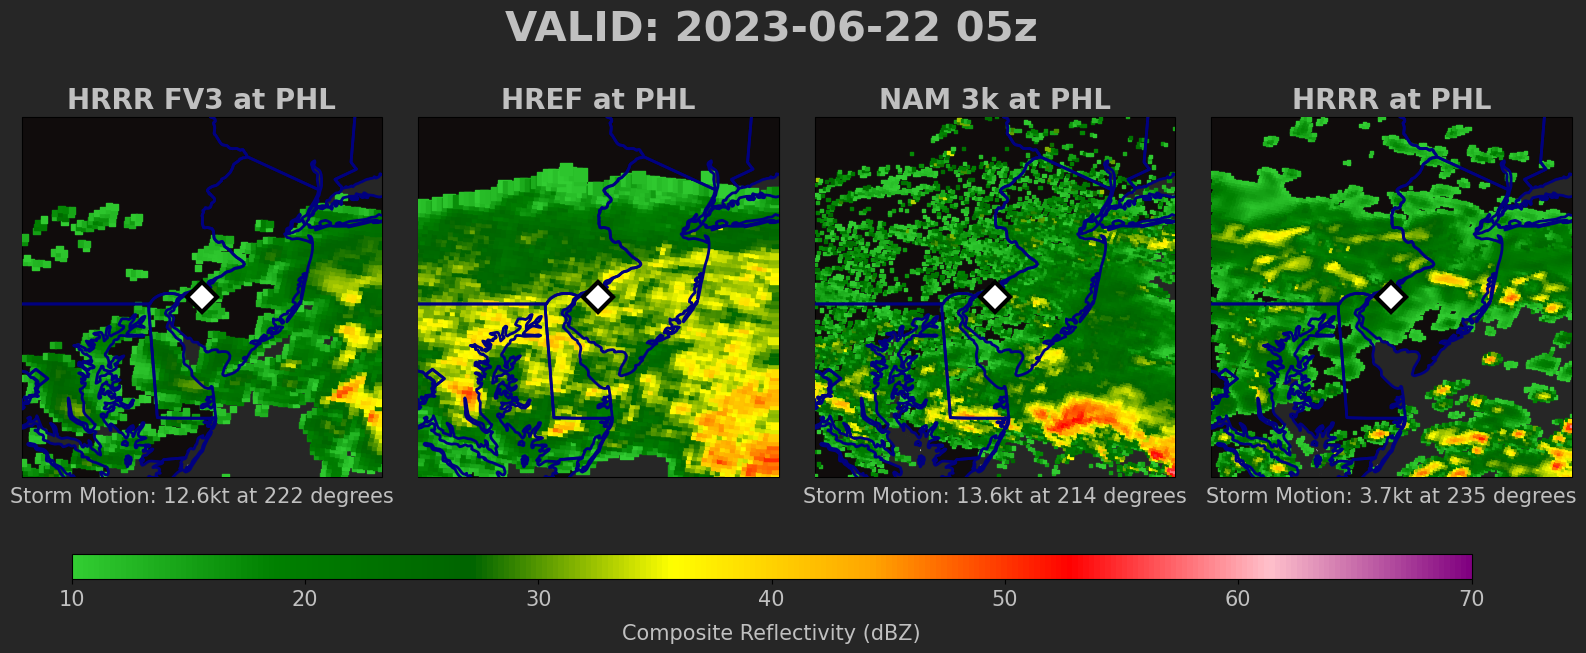 VALID: 2023-06-22 05z
HRRR FV3 at PHL
HREF at PHL
NAM 3k at PHL
HRRR at PHL
Storm Motion: 12.6kt at 222 degrees
Storm Motion: 13.6kt at 214 degrees
Storm Motion: 3.7kt at 235 degrees
10 20 30 40 50 60 70
Composite Reflectivity (dBZ)